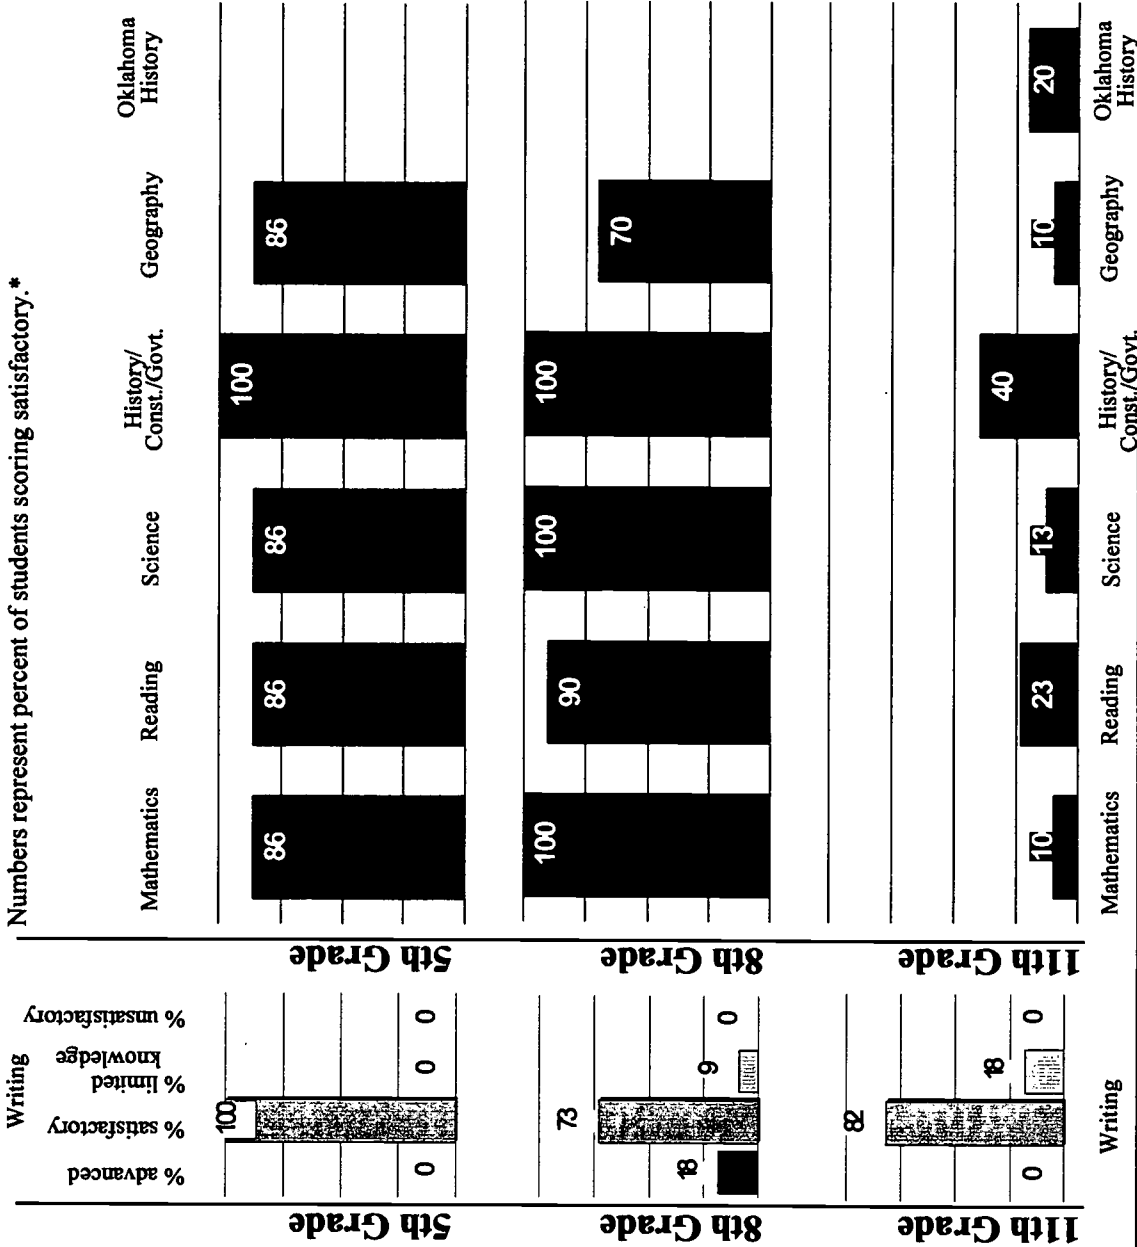 Numbers represent percent of students scoring satisfactory.*
Writing
% advanced
% satisfactory
% limited
knowledge
% unsatisfactory
Mathematics
Reading
Science
History/
Const./Govt.
Geography
Oklahoma
History
5th Grade
0
100
0
0
5th Grade
86
86
86
100
86
8th Grade
18
73
9
0
8th Grade
100
90
100
100
70
11th Grade
0
82
18
0
11th Grade
10
23
13
40
10
20
Writing
Mathematics
Reading
Science
History/
Const./Govt.
Geography
Oklahoma
History